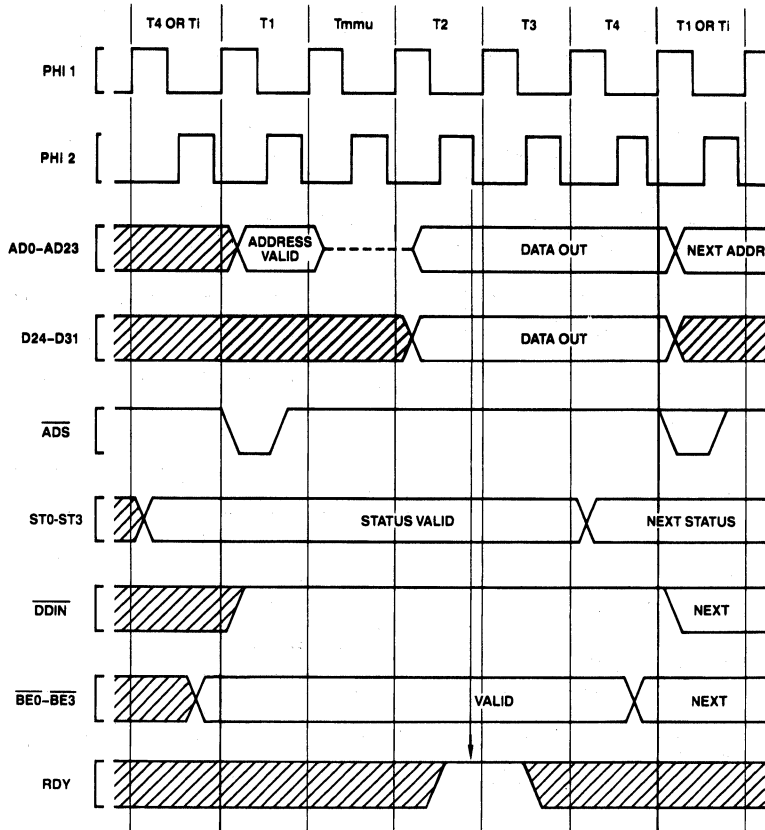 T4 OR Ti T1 Tmmu T2 T3 T4 T1 OR Ti
PHI 1
PHI 2
AD0–AD23 ADDRESS VALID DATA OUT NEXT ADDR
D24–D31 DATA OUT
ADS
ST0-ST3 STATUS VALID NEXT STATUS
DDIN NEXT
BE0–BE3 VALID NEXT
RDY